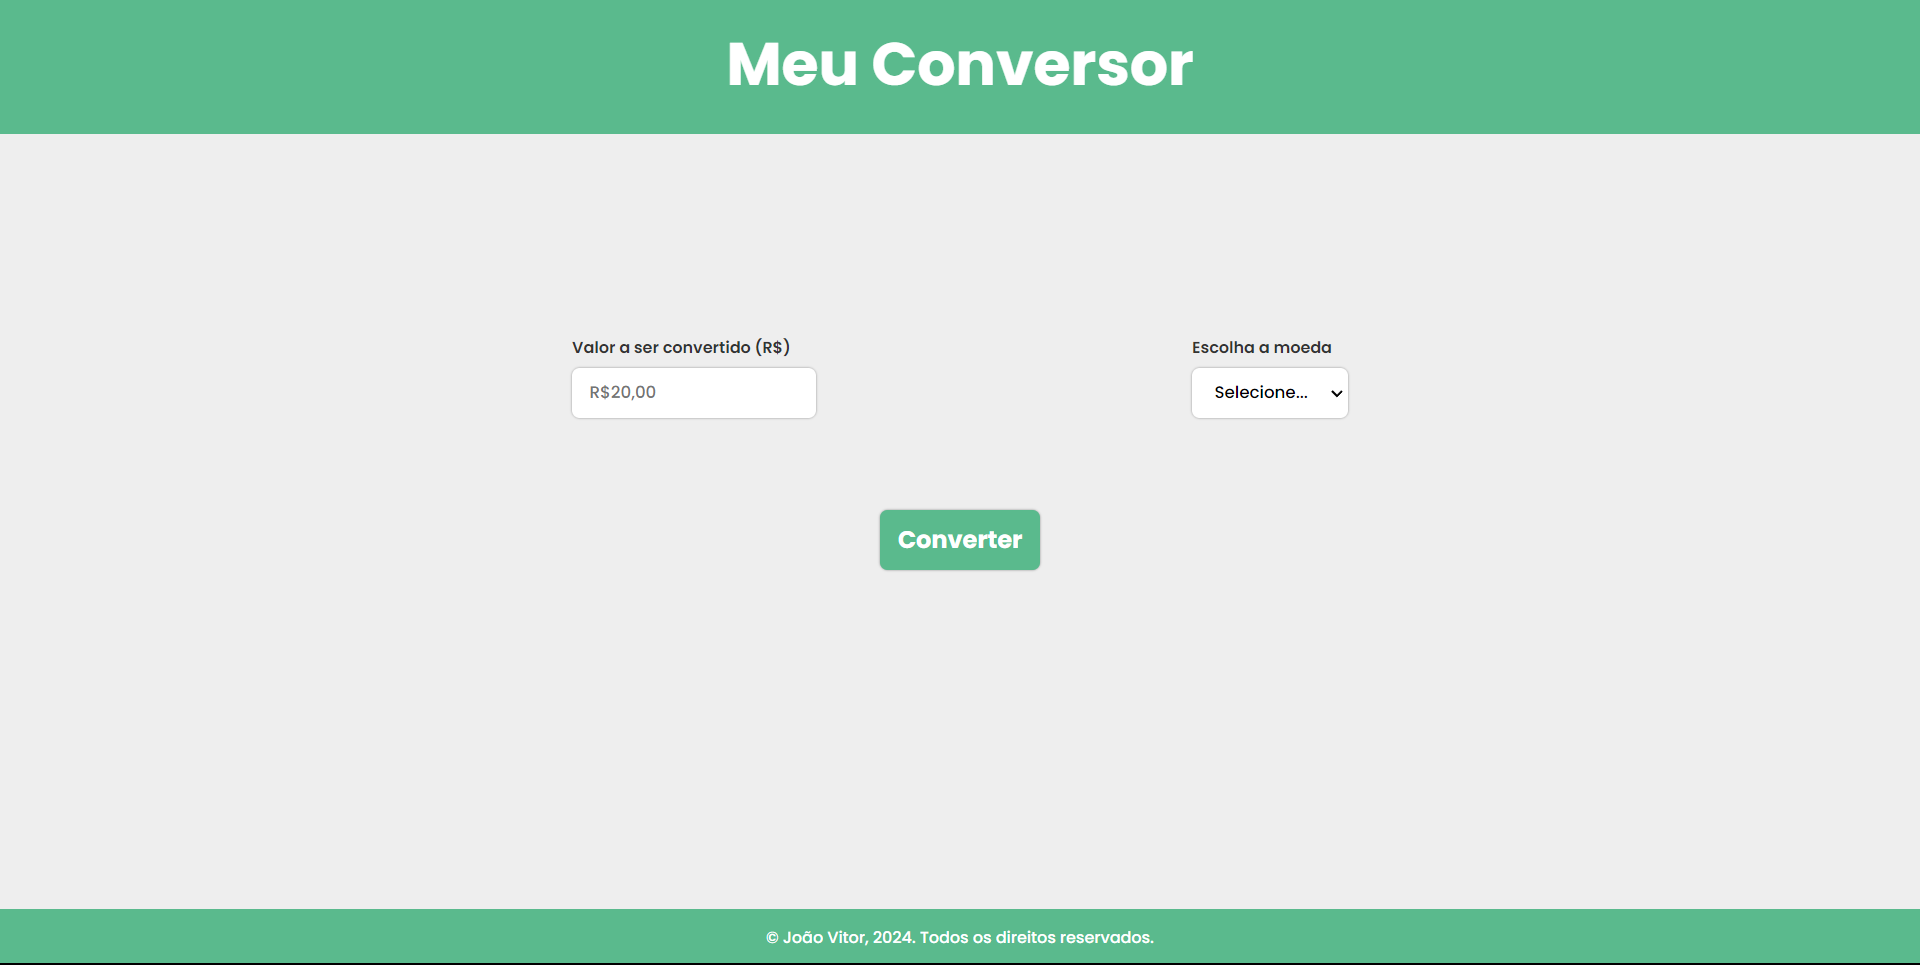 Meu Conversor
Valor a ser convertido (R$)
Escolha a moeda
R$20,00
Selecione...
Converter
© João Vitor, 2024. Todos os direitos reservados.